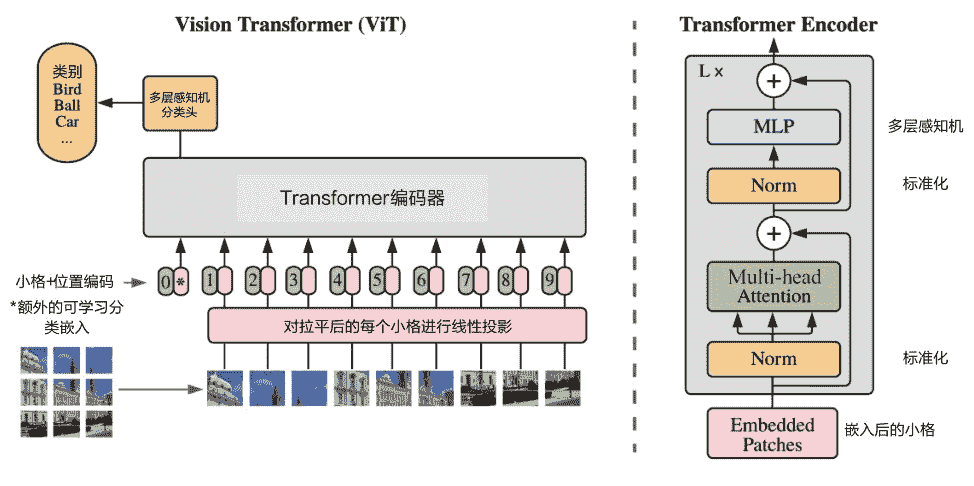 Vision Transformer (ViT)
类别
Bird
Ball
Car
...
多层感知机
分类头
Transformer编码器
小格+位置编码
0 * 1 2 3 4 5 6 7 8 9
*额外的可学习分
类嵌入
对拉平后的每个小格进行线性投影
Transformer Encoder
L ×
+
MLP
多层感知机
Norm
标准化
+
Multi-head
Attention
Norm
标准化
Embedded
Patches
嵌入后的小格